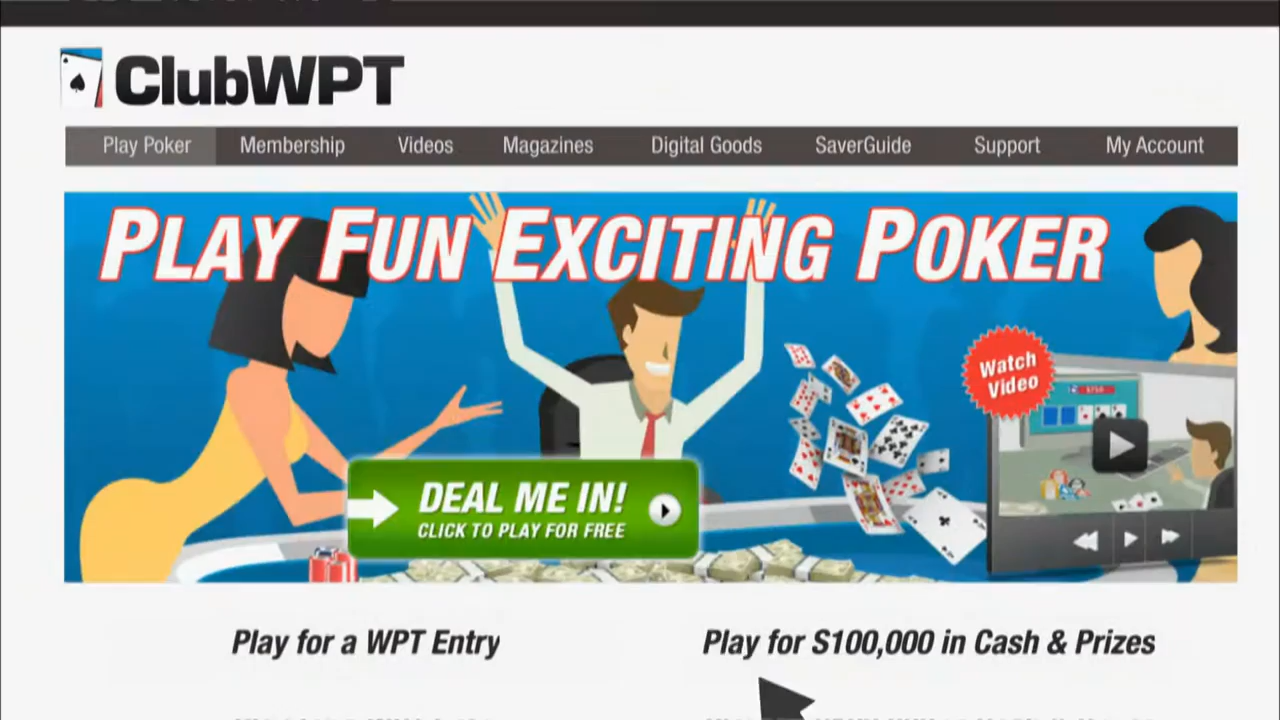 ClubWPT
Play Poker Membership Videos Magazines Digital Goods SaverGuide Support My Account
PLAY FUN EXCITING POKER
Watch
Video
DEAL ME IN!
CLICK TO PLAY FOR FREE
Play for a WPT Entry
Play for $100,000 in Cash & Prizes